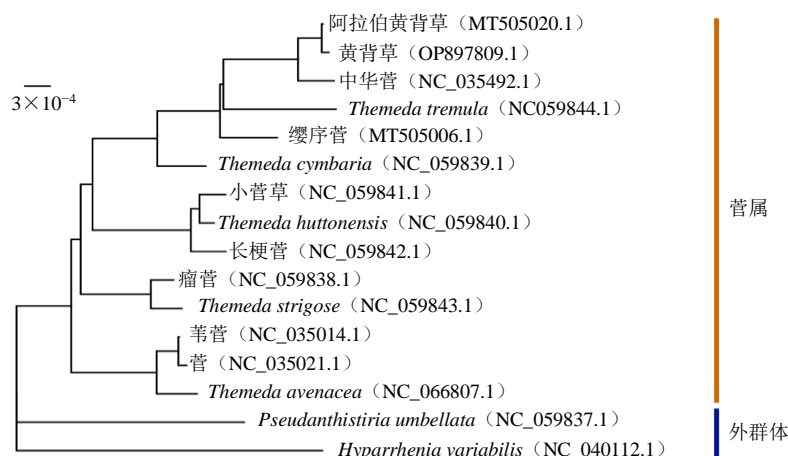 阿拉伯黄背草（MT505020.1）
黄背草（OP897809.1）
中华菅（NC_035492.1）
3×10⁻⁴
Themeda tremula（NC059844.1）
缨序菅（MT505006.1）
Themeda cymbaria（NC_059839.1）
小菅草（NC_059841.1）
菅属
Themeda huttonensis（NC_059840.1）
长梗菅（NC_059842.1）
瘤菅（NC_059838.1）
Themeda strigose（NC_059843.1）
苇菅（NC_035014.1）
菅（NC_035021.1）
Themeda avenacea（NC_066807.1）
Pseudanthistiria umbellata（NC_059837.1）
外群体
Hyparrhenia variabilis（NC_040112.1）